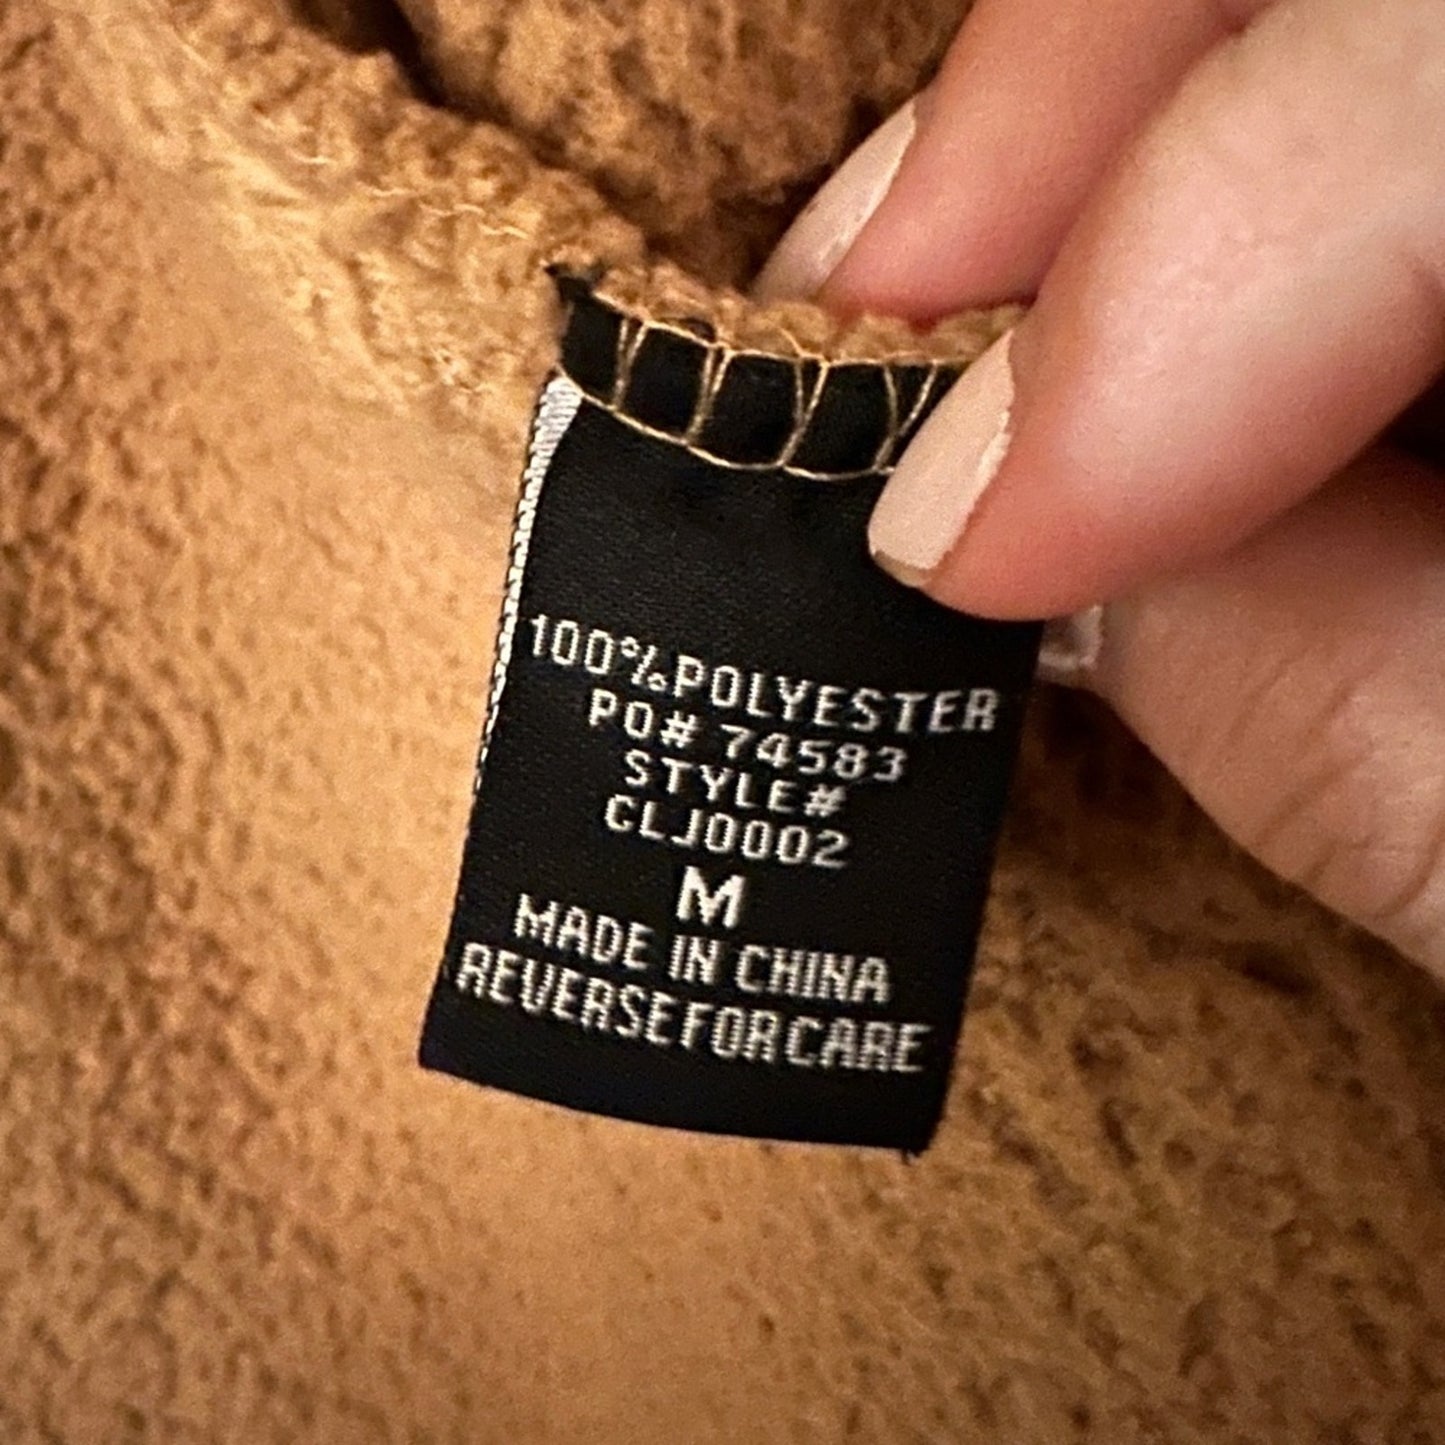 100%POLYESTER
PO# 74583
STYLE#
CLJ0002
M
MADE IN CHINA
REVERSEFORCARE